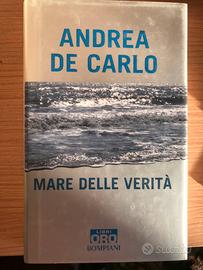 ANDREA
DE CARLO
MARE DELLE VERITÀ
LIBRI
ORO
BOMPIANI
Subito